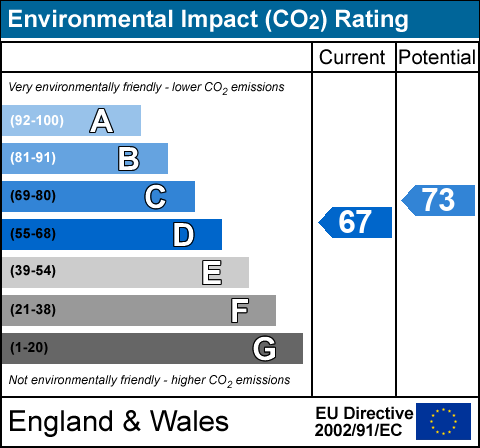 Environmental Impact (CO2) Rating
Current Potential
Very environmentally friendly - lower CO2 emissions
(92-100) A
(81-91) B
(69-80) C
(55-68) D
(39-54) E
(21-38) F
(1-20) G
67
73
Not environmentally friendly - higher CO2 emissions
England & Wales
EU Directive
2002/91/EC